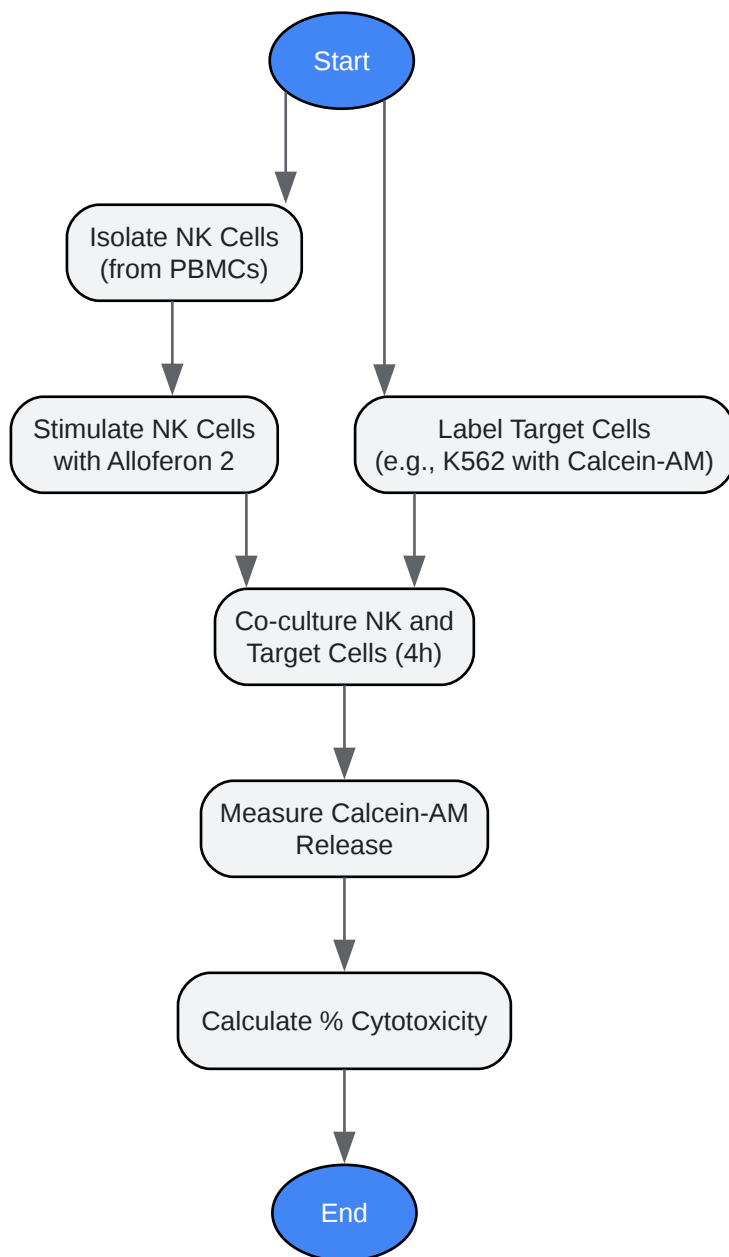 Start
Isolate NK Cells
(from PBMCs)
Stimulate NK Cells
with Alloferon 2
Label Target Cells
(e.g., K562 with Calcein-AM)
Co-culture NK and
Target Cells (4h)
Measure Calcein-AM
Release
Calculate % Cytotoxicity
End